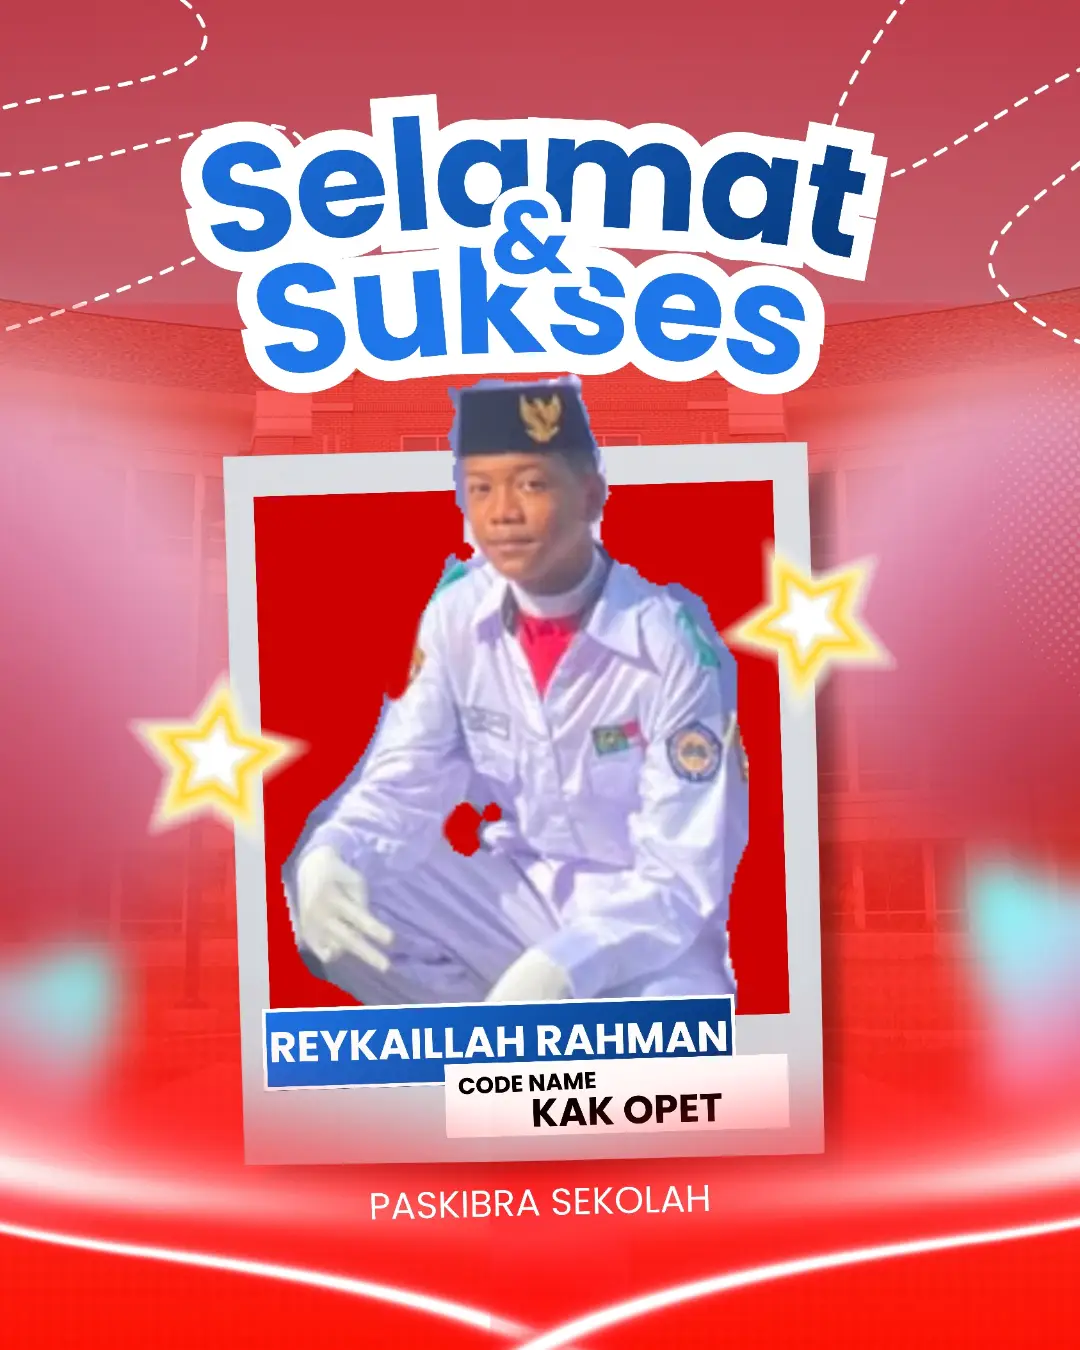 Selamat
&
Sukses
REYKAILLAH RAHMAN
CODE NAME
KAK OPET
PASKIBRA SEKOLAH